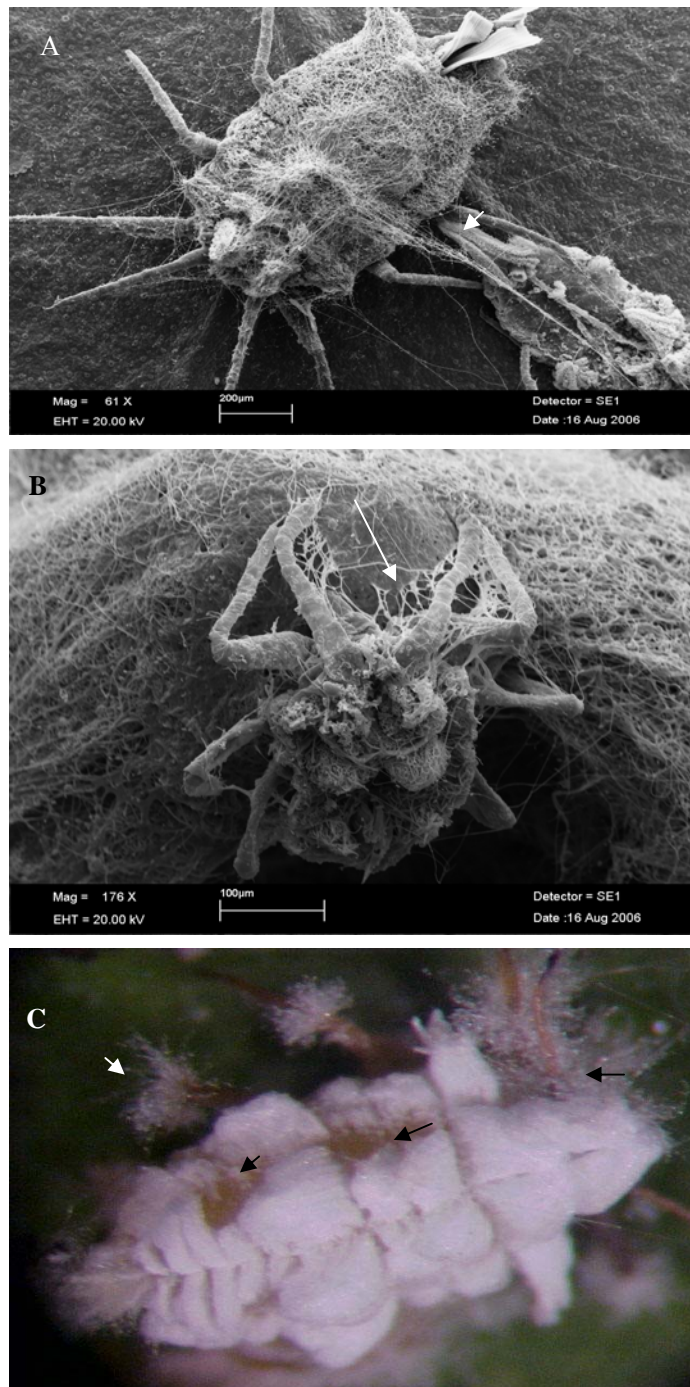 A
Mag = 61 X
EHT = 20.00 kV
200µm
Detector = SE1
Date :16 Aug 2006
B
Mag = 176 X
EHT = 20.00 kV
100µm
Detector = SE1
Date :16 Aug 2006
C